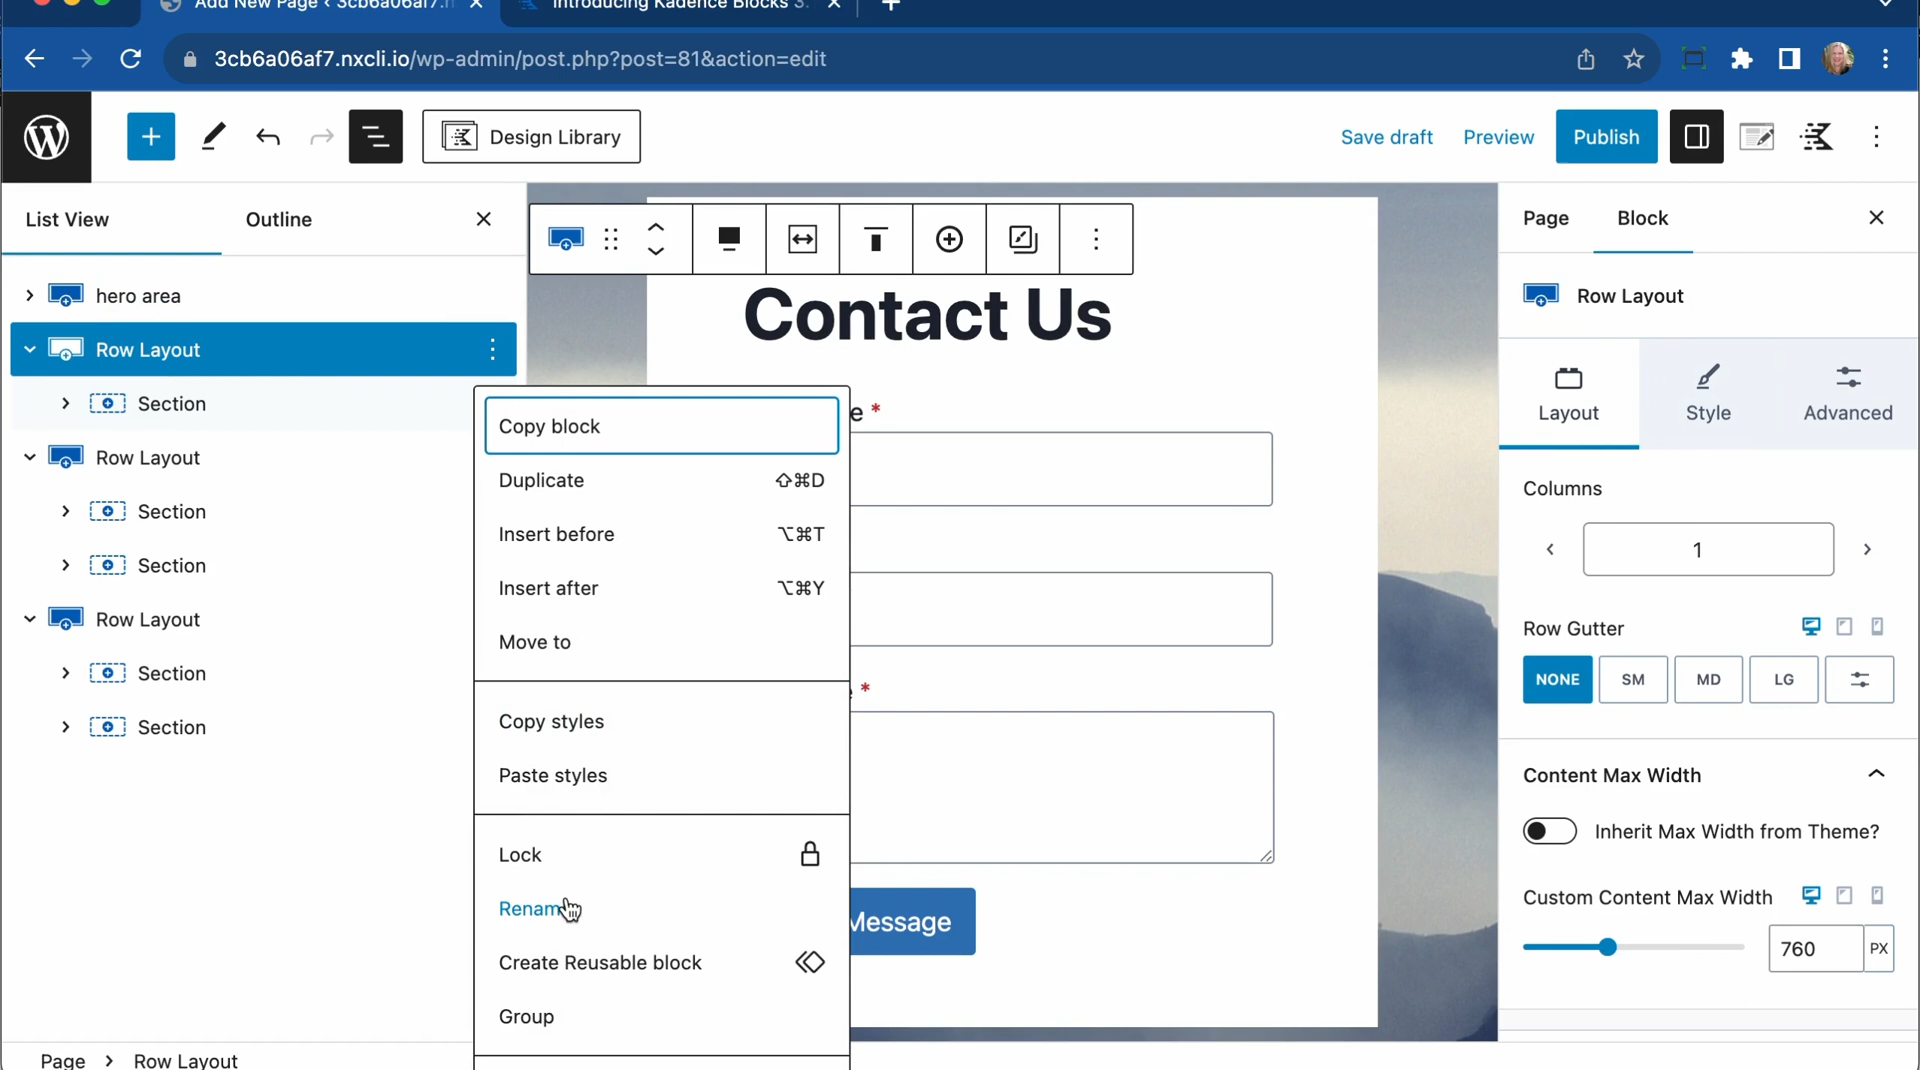 Add New Page < 3cb6a06af7.n
Introducing Kadence Blocks 3.
3cb6a06af7.nxcli.io/wp-admin/post.php?post=81&action=edit
Design Library
Save draft
Preview
Publish
List View
Outline
Page
Block
hero area
Row Layout
Section
Row Layout
Section
Section
Row Layout
Section
Section
Copy block
Duplicate ⇧⌘D
Insert before ⌥⌘T
Insert after ⌥⌘Y
Move to
Copy styles
Paste styles
Lock
Renam
Create Reusable block
Group
Contact Us
e *
*
Message
Row Layout
Layout
Style
Advanced
Columns
1
Row Gutter
NONE
SM
MD
LG
Content Max Width
Inherit Max Width from Theme?
Custom Content Max Width
760
PX
Page > Row Layout